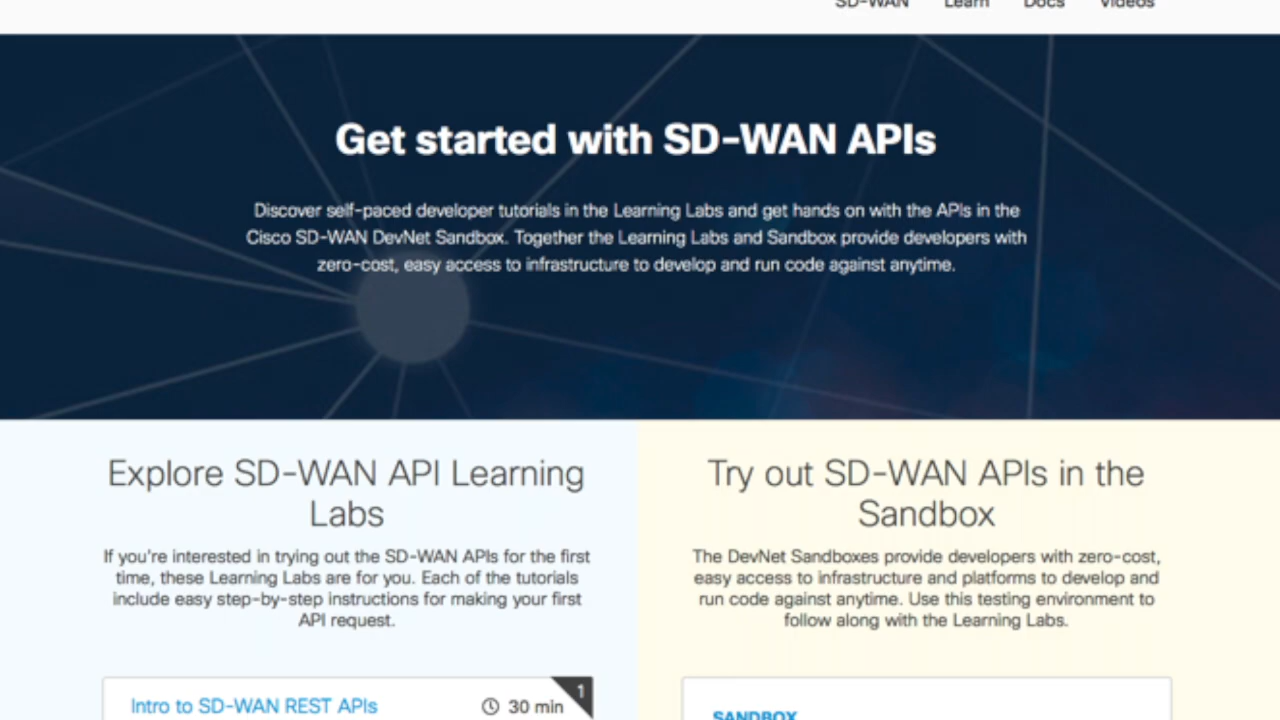 SD-WAN Learn Docs Videos
Get started with SD-WAN APIs
Discover self-paced developer tutorials in the Learning Labs and get hands on with the APIs in the
Cisco SD-WAN DevNet Sandbox. Together the Learning Labs and Sandbox provide developers with
zero-cost, easy access to infrastructure to develop and run code against anytime.
Explore SD-WAN API Learning
Labs
If you're interested in trying out the SD-WAN APIs for the first
time, these Learning Labs are for you. Each of the tutorials
include easy step-by-step instructions for making your first
API request.
Intro to SD-WAN REST APIs
30 min
1
Try out SD-WAN APIs in the
Sandbox
The DevNet Sandboxes provide developers with zero-cost,
easy access to infrastructure and platforms to develop and
run code against anytime. Use this testing environment to
follow along with the Learning Labs.
SANDBOX